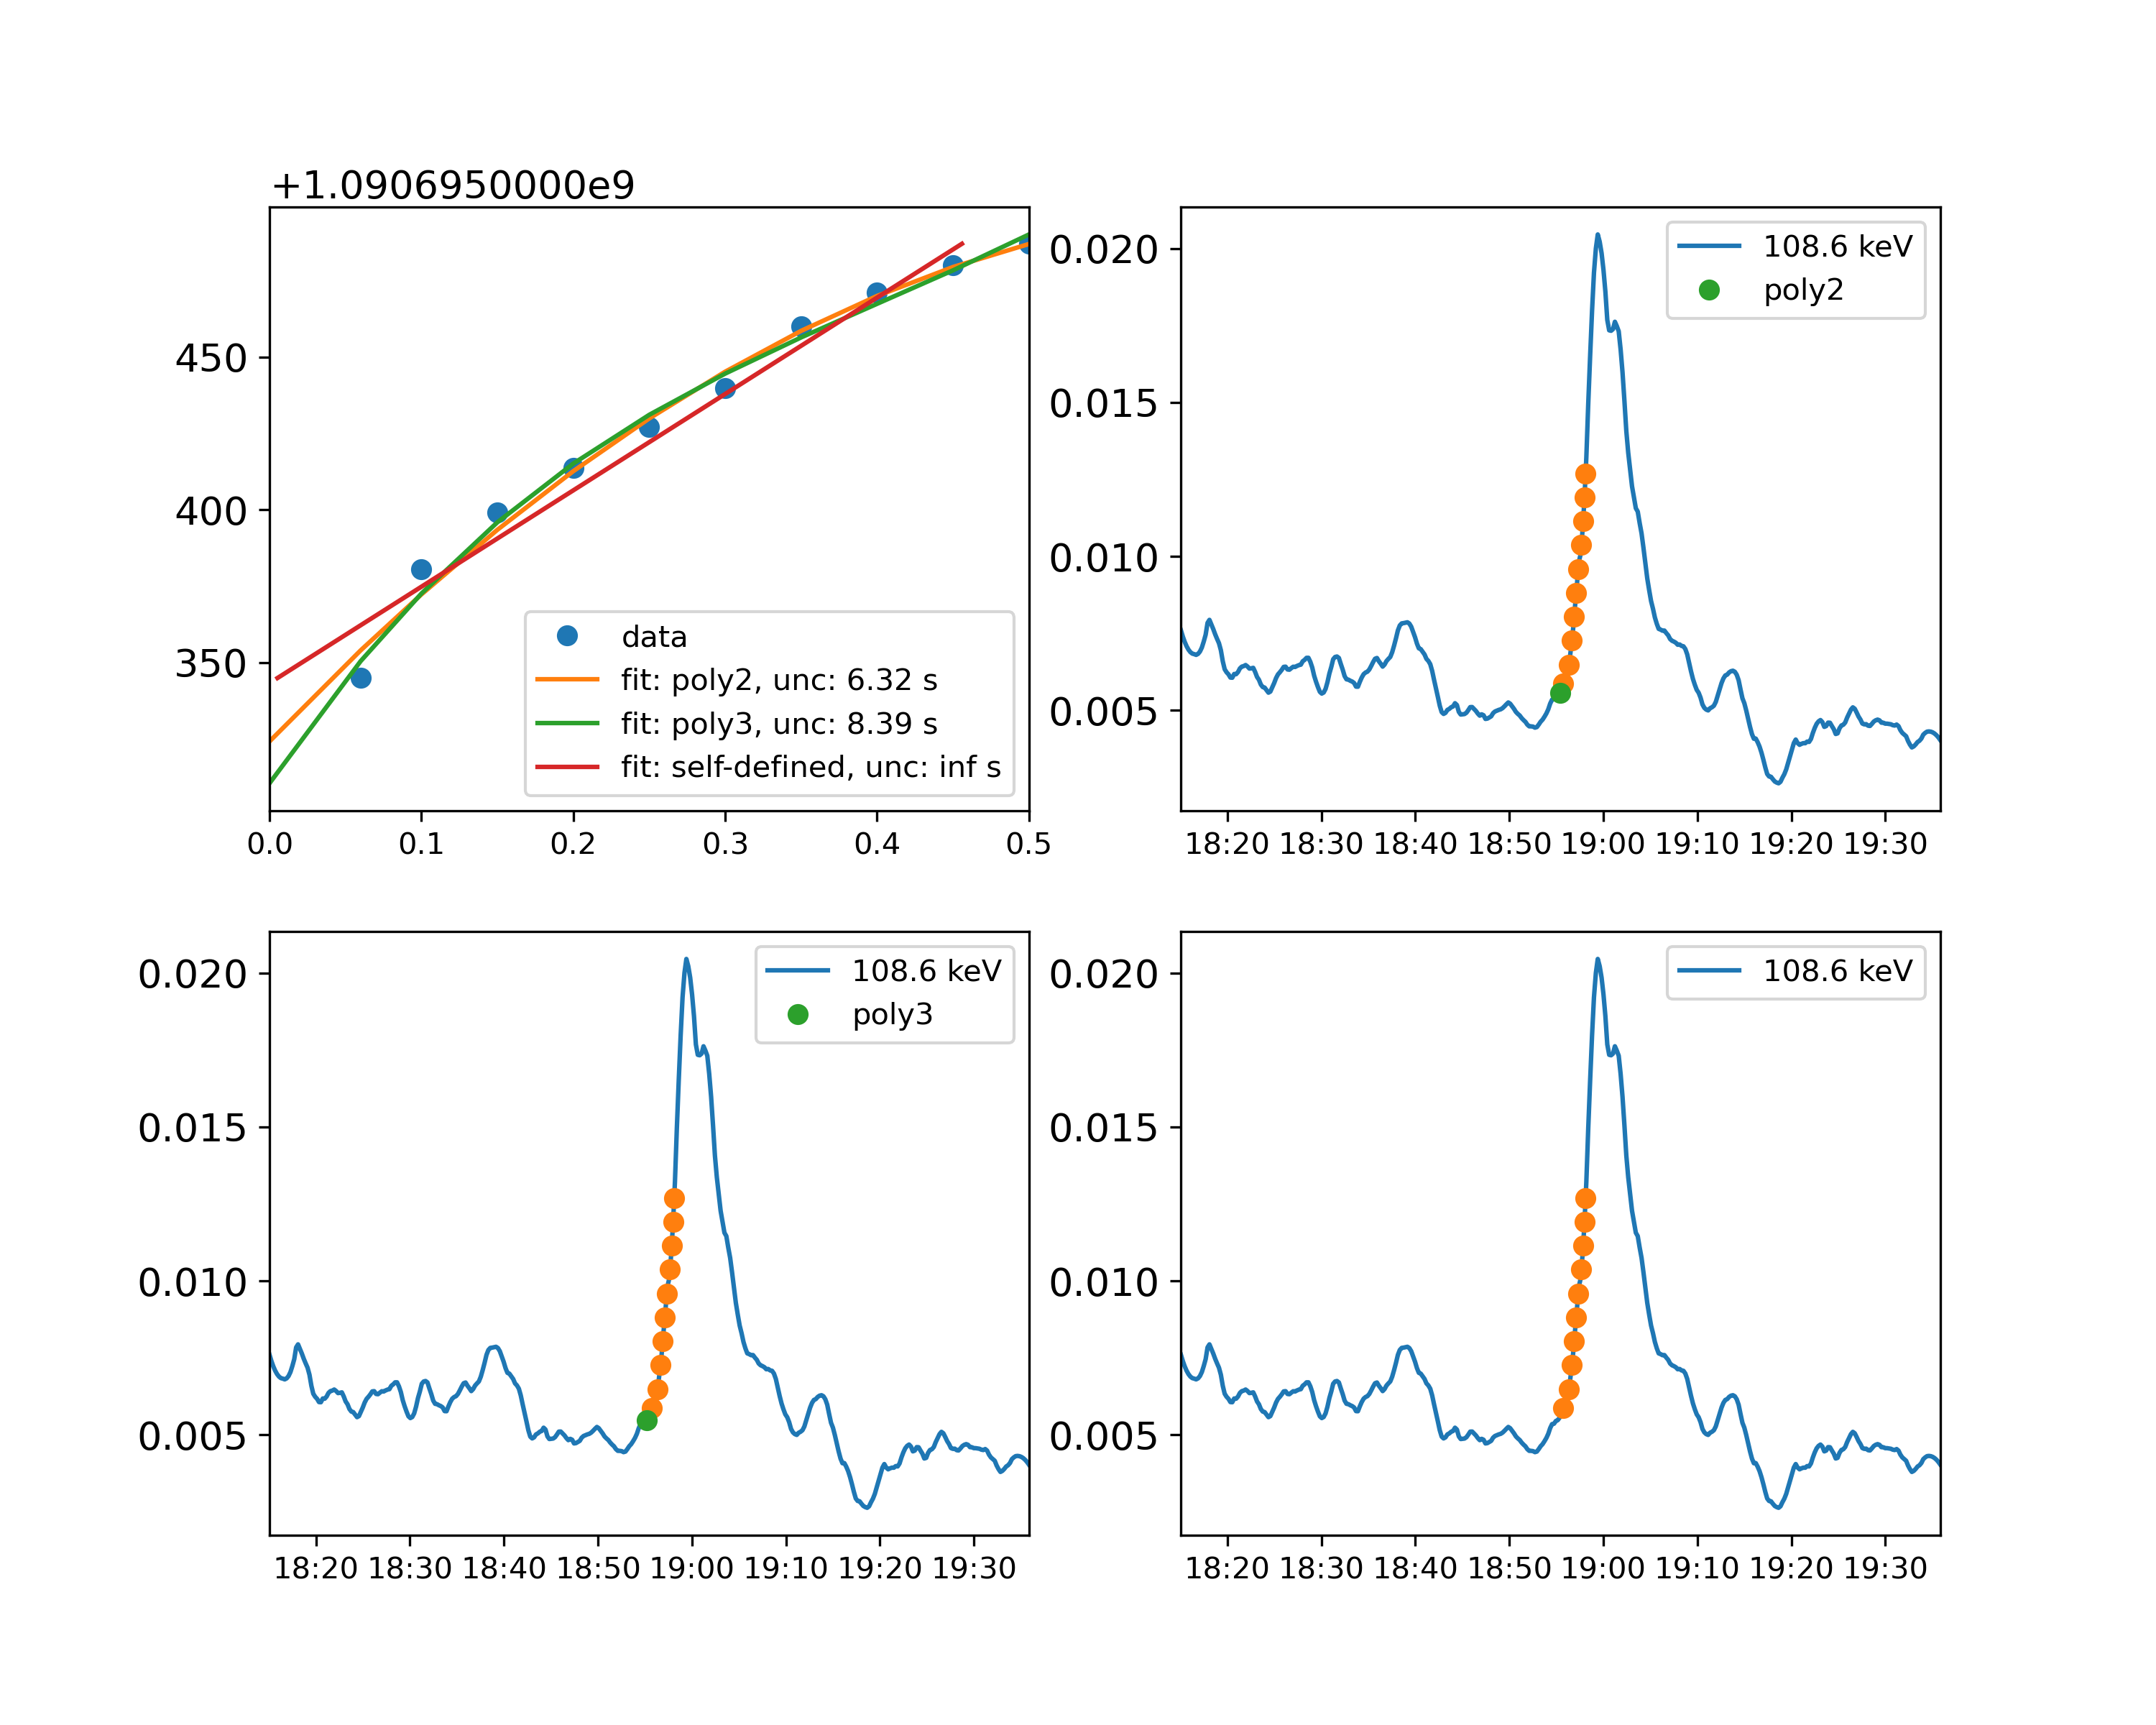 +1.0906950000e9
450
400
350
0.0 0.1 0.2 0.3 0.4 0.5
data
fit: poly2, unc: 6.32 s
fit: poly3, unc: 8.39 s
fit: self-defined, unc: inf s
0.020
0.015
0.010
0.005
18:20 18:30 18:40 18:50 19:00 19:10 19:20 19:30
108.6 keV
poly2
0.020
0.015
0.010
0.005
18:20 18:30 18:40 18:50 19:00 19:10 19:20 19:30
108.6 keV
poly3
0.020
0.015
0.010
0.005
18:20 18:30 18:40 18:50 19:00 19:10 19:20 19:30
108.6 keV